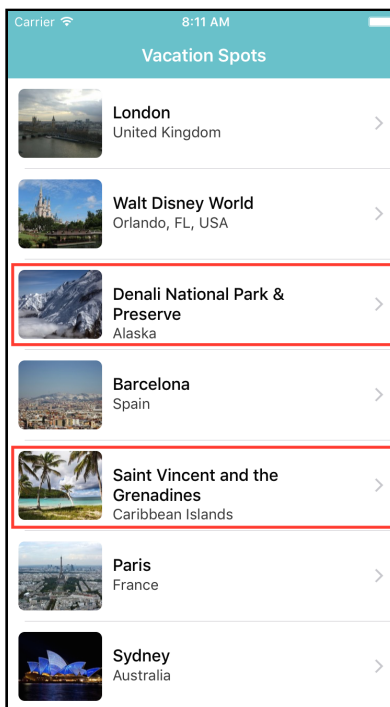 Carrier 8:11 AM
Vacation Spots
London
United Kingdom
Walt Disney World
Orlando, FL, USA
Denali National Park &
Preserve
Alaska
Barcelona
Spain
Saint Vincent and the
Grenadines
Caribbean Islands
Paris
France
Sydney
Australia